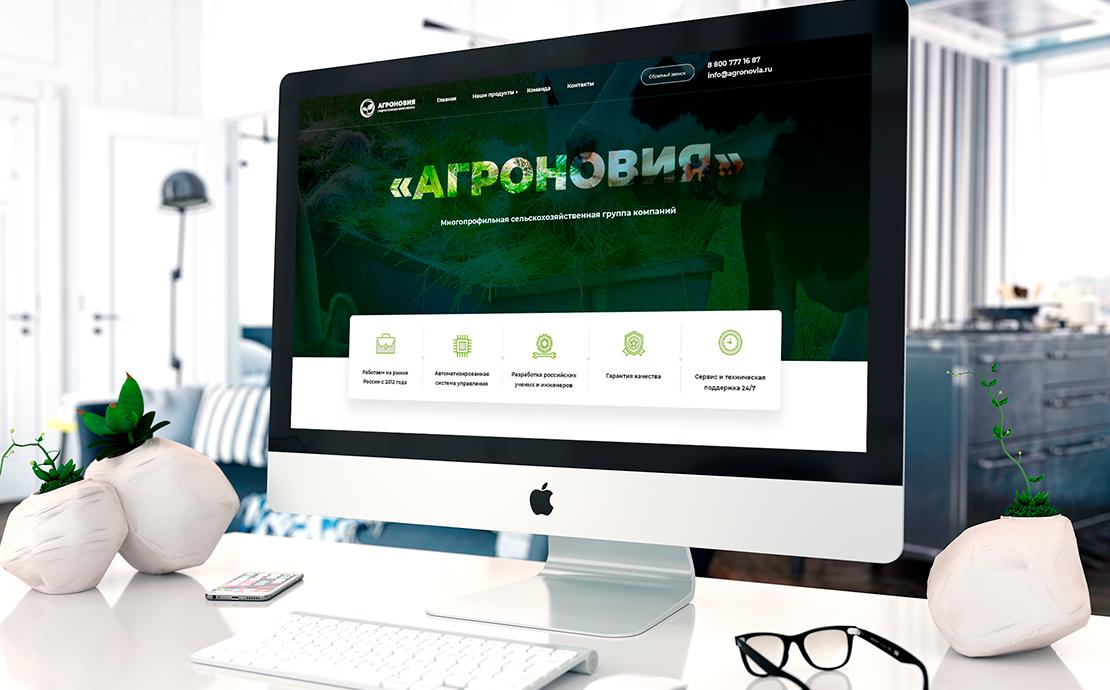 АГРОНОВИЯ
Главная
Наши продукты
Команда
Контакты
Обратный звонок
8 800 777 16 87
info@agronovia.ru
«АГРОНОВИЯ»
Многопрофильная сельскохозяйственная группа компаний
Работаем на рынке
России с 2012 года
Автоматизированная
система управления
Разработка российских
ученых и инженеров
Гарантия качества
Сервис и техническая
поддержка 24/7